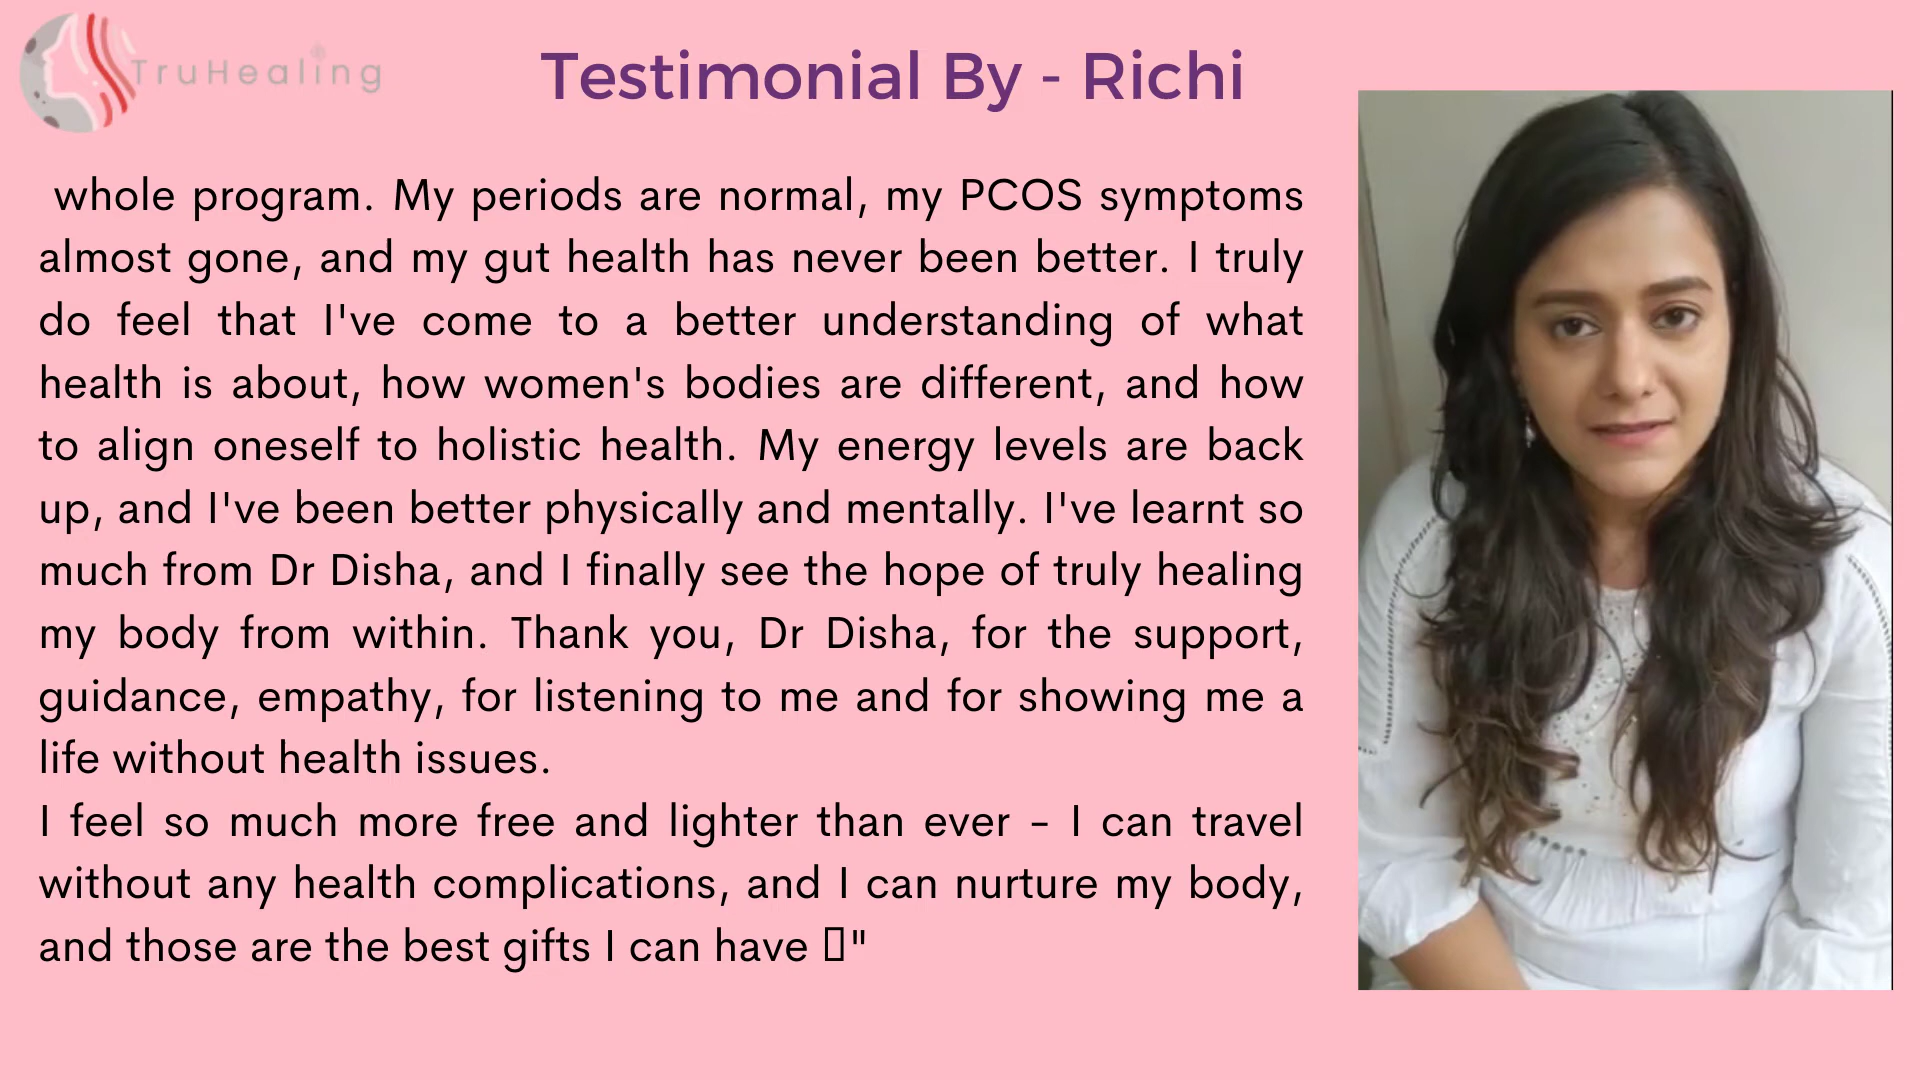 TruHealing
Testimonial By - Richi
whole program. My periods are normal, my PCOS symptoms
almost gone, and my gut health has never been better. I truly
do feel that I've come to a better understanding of what
health is about, how women's bodies are different, and how
to align oneself to holistic health. My energy levels are back
up, and I've been better physically and mentally. I've learnt so
much from Dr Disha, and I finally see the hope of truly healing
my body from within. Thank you, Dr Disha, for the support,
guidance, empathy, for listening to me and for showing me a
life without health issues.
I feel so much more free and lighter than ever - I can travel
without any health complications, and I can nurture my body,
and those are the best gifts I can have ▯"